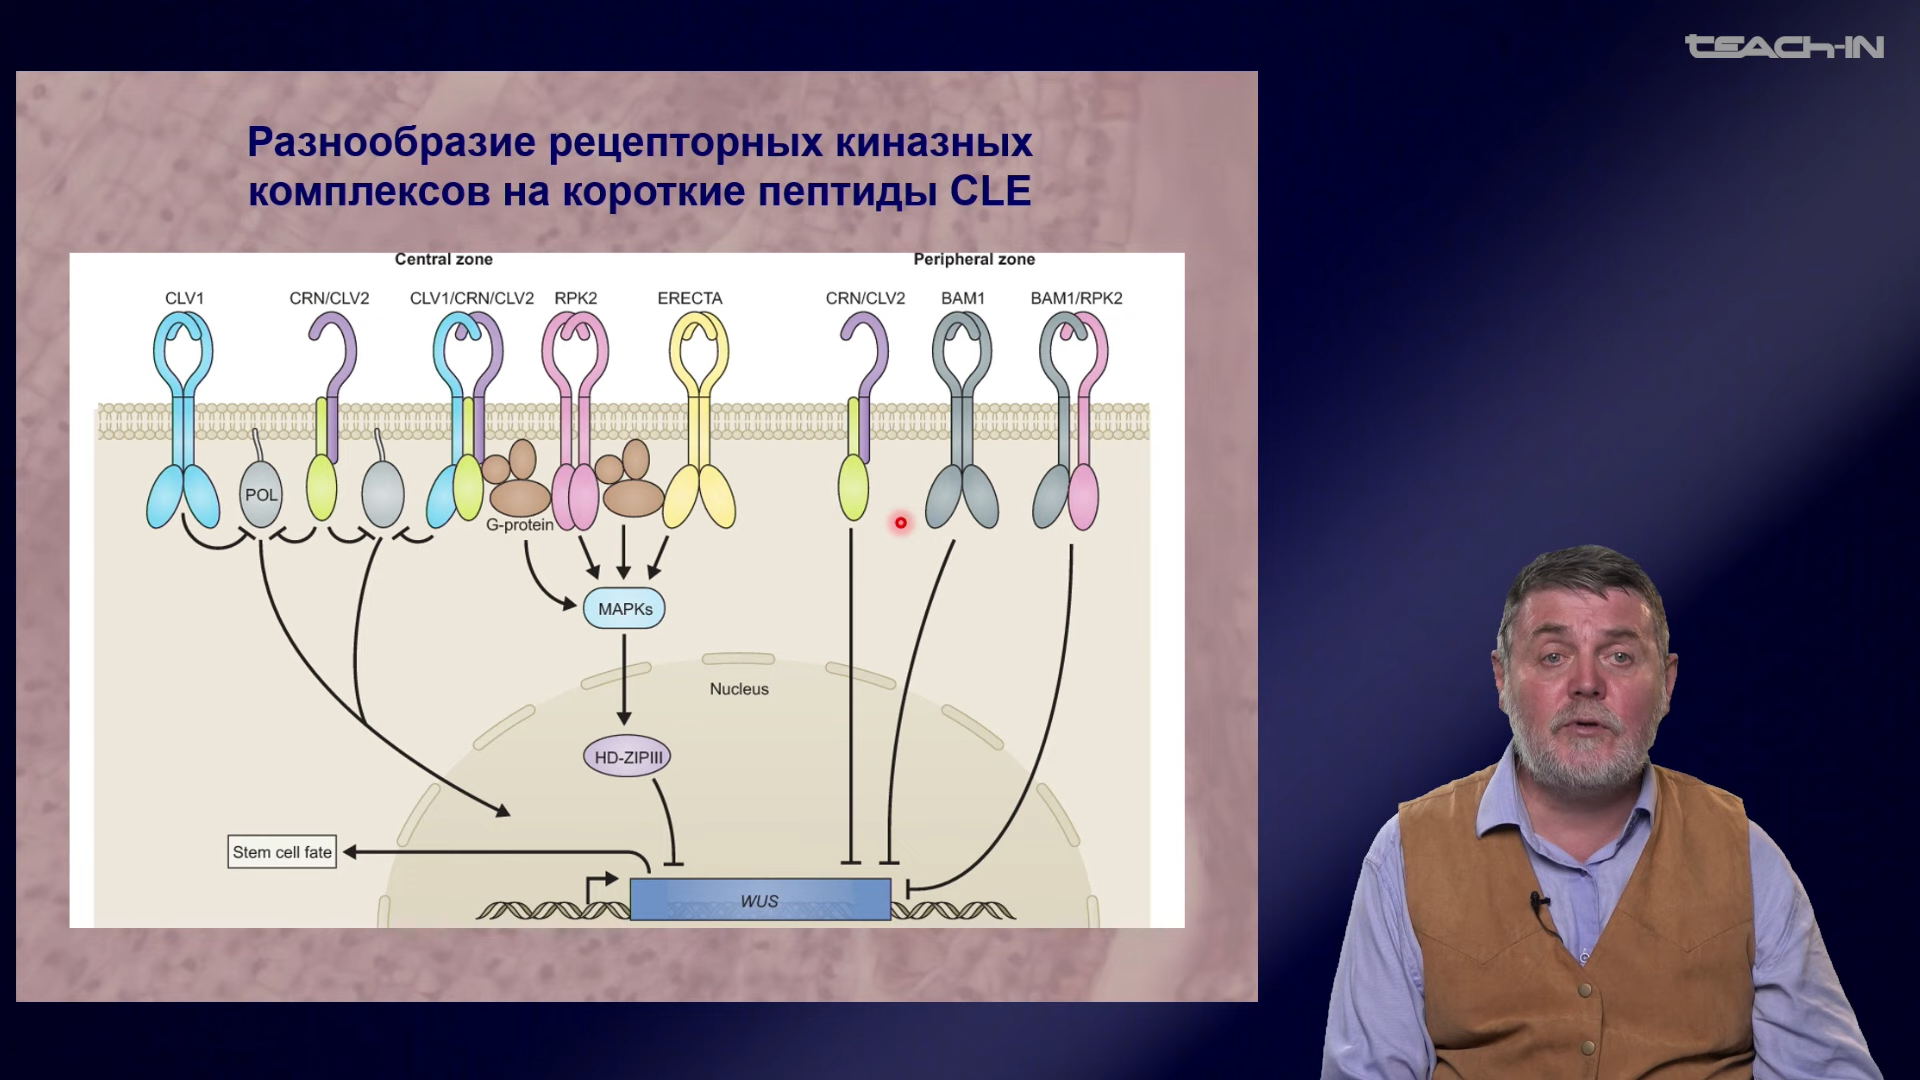 TEACH-IN
Разнообразие рецепторных киназных
комплексов на короткие пептиды CLE
Central zone
Peripheral zone
CLV1
CRN/CLV2
CLV1/CRN/CLV2
RPK2
ERECTA
CRN/CLV2
BAM1
BAM1/RPK2
POL
G-protein
MAPKs
Nucleus
HD-ZIPIII
Stem cell fate
WUS